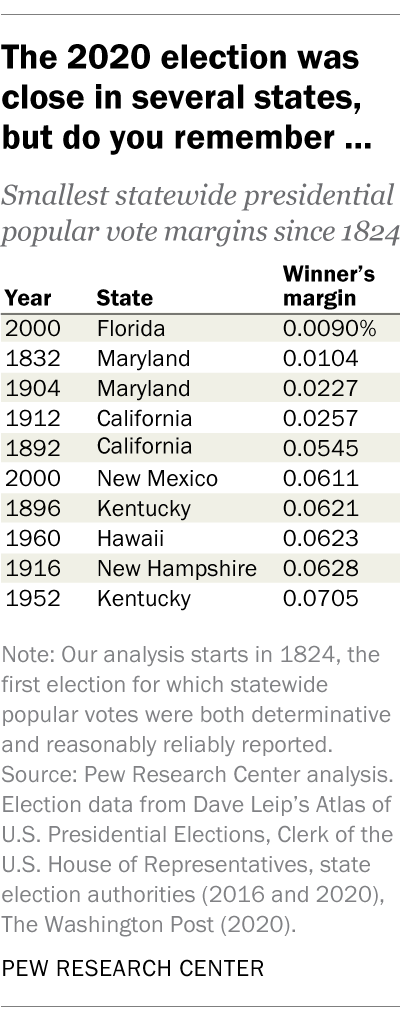 The 2020 election was
close in several states,
but do you remember ...
Smallest statewide presidential
popular vote margins since 1824
Winner's
Year State margin
2000 Florida 0.0090%
1832 Maryland 0.0104
1904 Maryland 0.0227
1912 California 0.0257
1892 California 0.0545
2000 New Mexico 0.0611
1896 Kentucky 0.0621
1960 Hawaii 0.0623
1916 New Hampshire 0.0628
1952 Kentucky 0.0705
Note: Our analysis starts in 1824, the
first election for which statewide
popular votes were both determinative
and reasonably reliably reported.
Source: Pew Research Center analysis.
Election data from Dave Leip's Atlas of
U.S. Presidential Elections, Clerk of the
U.S. House of Representatives, state
election authorities (2016 and 2020),
The Washington Post (2020).
PEW RESEARCH CENTER